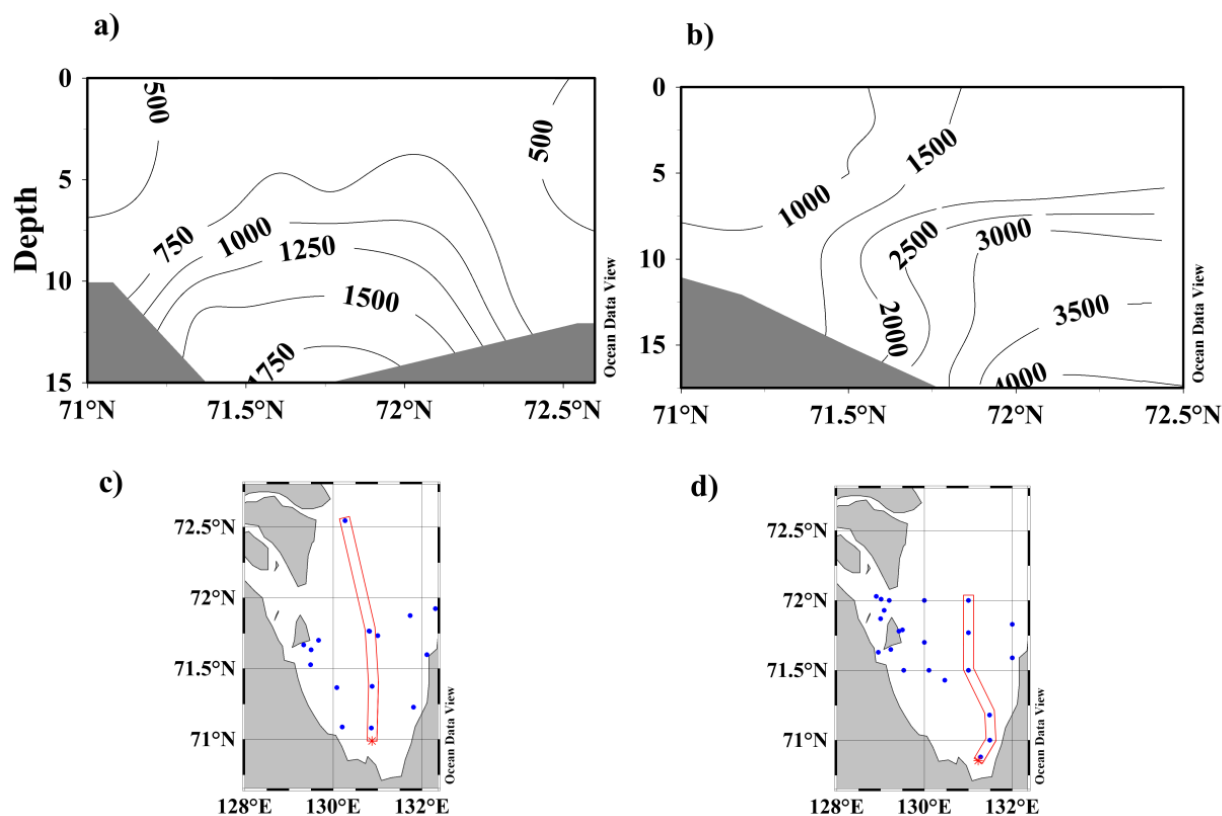 a)
b)
0
5
10
15
Depth
500
500
750
1000
1250
1500
1750
71°N
71.5°N
72°N
72.5°N
Ocean Data View
0
5
10
15
1000
1500
2500
3000
2000
3500
4000
71°N
71.5°N
72°N
72.5°N
Ocean Data View
c)
d)
72.5°N
72°N
71.5°N
71°N
128°E
130°E
132°E
Ocean Data View
72.5°N
72°N
71.5°N
71°N
128°E
130°E
132°E
Ocean Data View